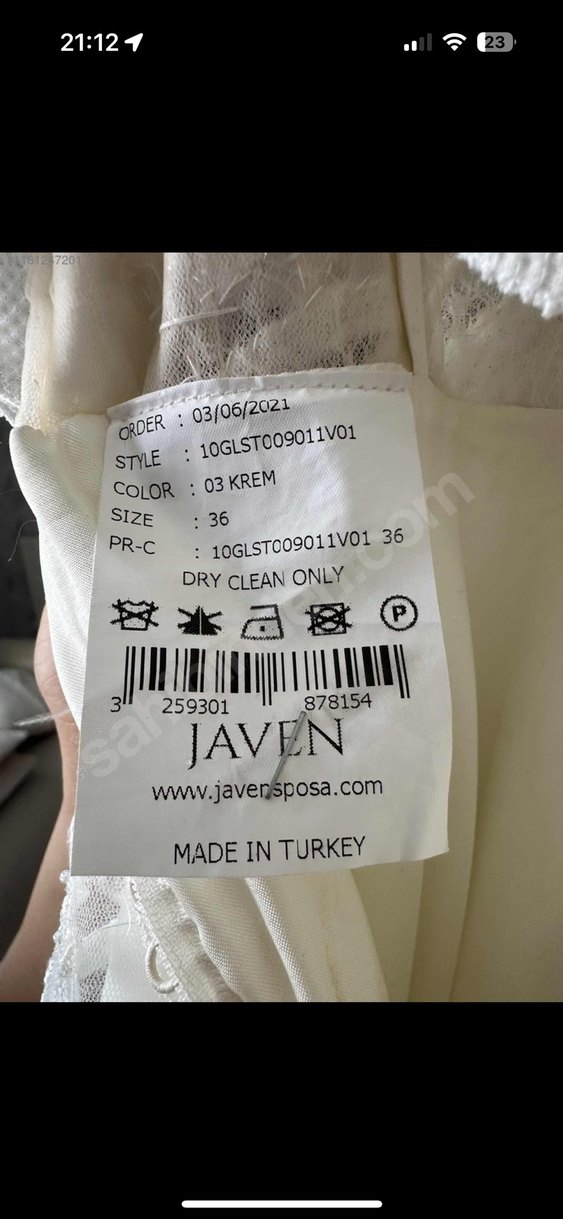 21:12
23
#1181247201
ORDER : 03/06/2021
STYLE : 10GLST009011V01
COLOR : 03 KREM
SIZE : 36
PR-C : 10GLST009011V01 36
DRY CLEAN ONLY
P
3 259301 878154
JAVEN
www.javensposa.com
MADE IN TURKEY